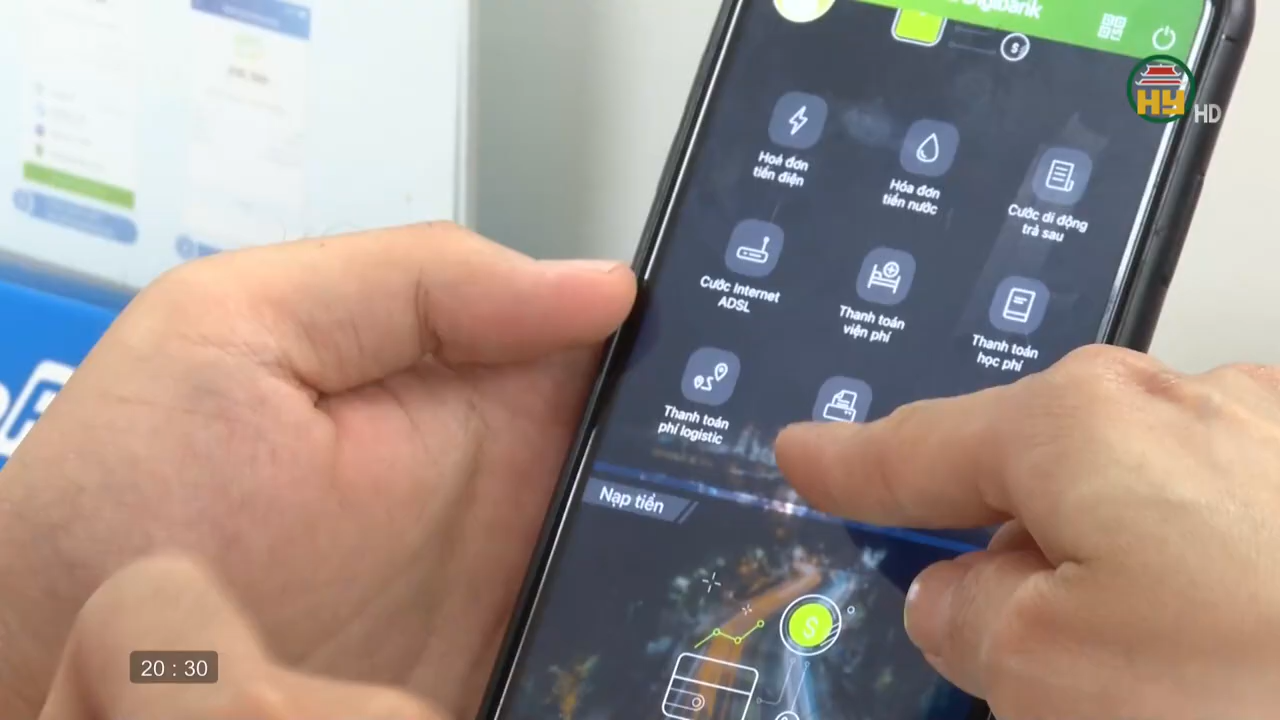 Digibank
HY HD
Hoá đơn
tiền điện
Hóa đơn
tiền nước
Cước di động
trả sau
Cước Internet
ADSL
Thanh toán
viện phí
Thanh toán
học phí
Thanh toán
phí logistic
Nạp tiền
20 : 30